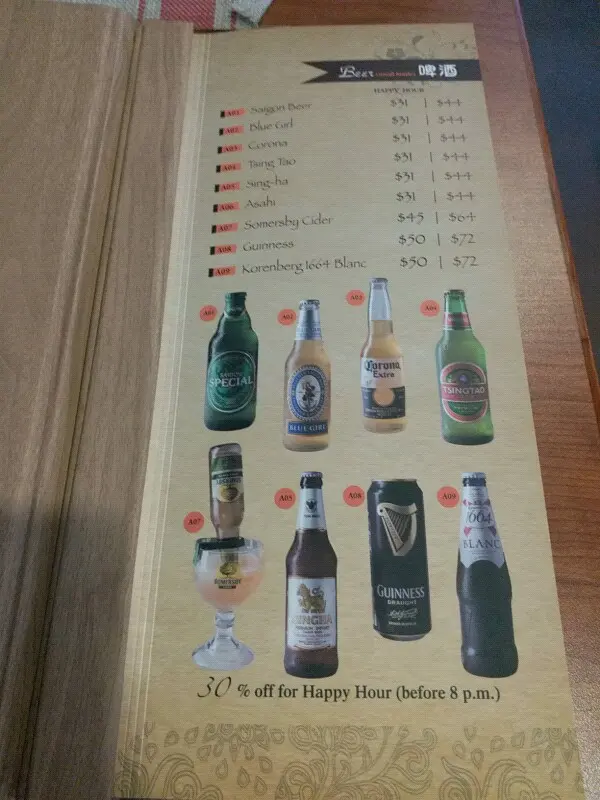 Beer (small bottle) 啤酒
HAPPY HOUR
A01 Saigon Beer $31 | $44
A02 Blue Girl $31 | $44
A03 Corona $31 | $44
A04 Tsing Tao $31 | $44
A05 Sing-ha $31 | $44
A06 Asahi $31 | $44
A07 Somersby Cider $45 | $64
A08 Guinness $50 | $72
A09 Korenberg 1664 Blanc $50 | $72
A01
A02
A03
A04
SAIGON
SPECIAL
BLUE GIRL
Corona
Extra
TSINGTAO
A07
A05
A08
A09
SOMERSBY
SINGHA
GUINNESS
DRAUGHT
1664
BLANC
30 % off for Happy Hour (before 8 p.m.)